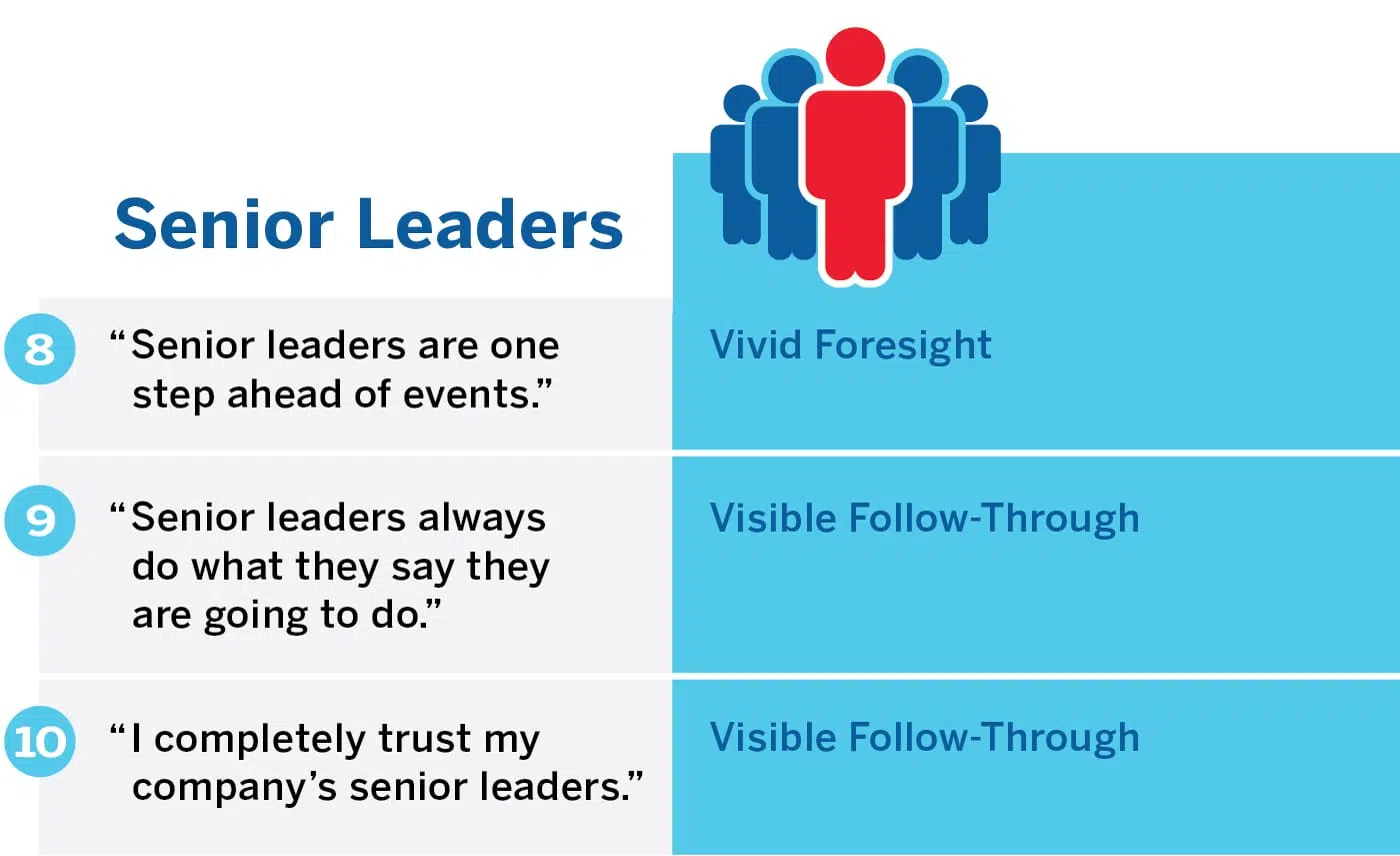 Senior Leaders
8
“Senior leaders are one
step ahead of events.”
Vivid Foresight
9
“Senior leaders always
do what they say they
are going to do.”
Visible Follow-Through
10
“I completely trust my
company’s senior leaders.”
Visible Follow-Through